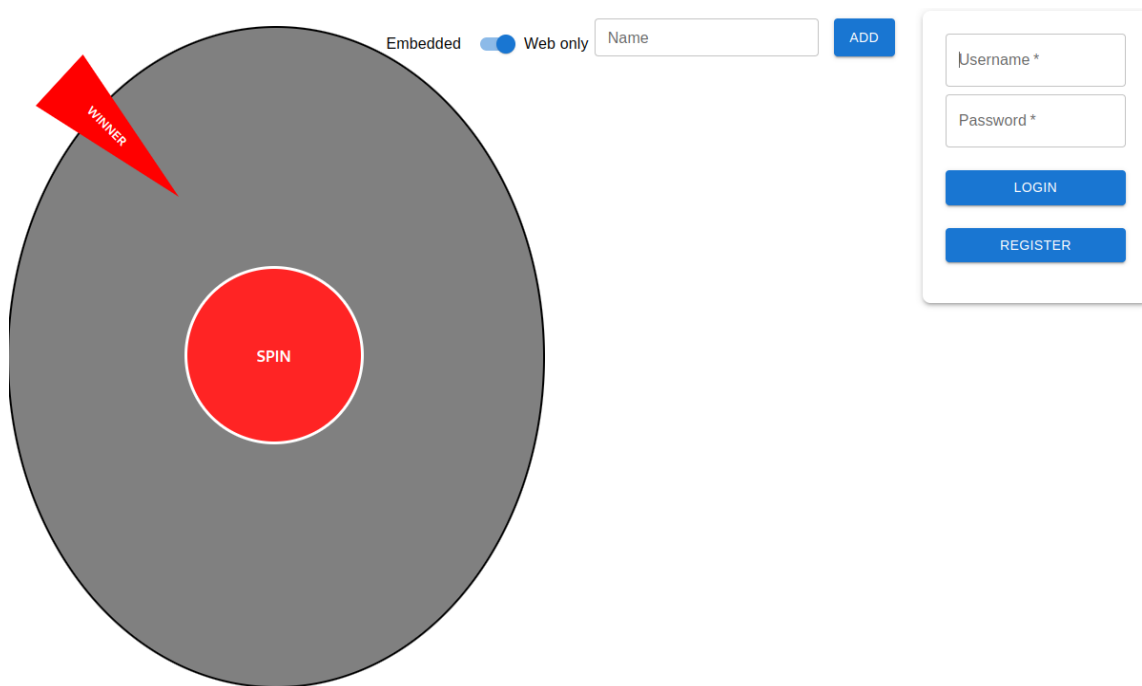 Embedded
Web only
Name
ADD
Username *
Password *
LOGIN
REGISTER
WINNER
SPIN